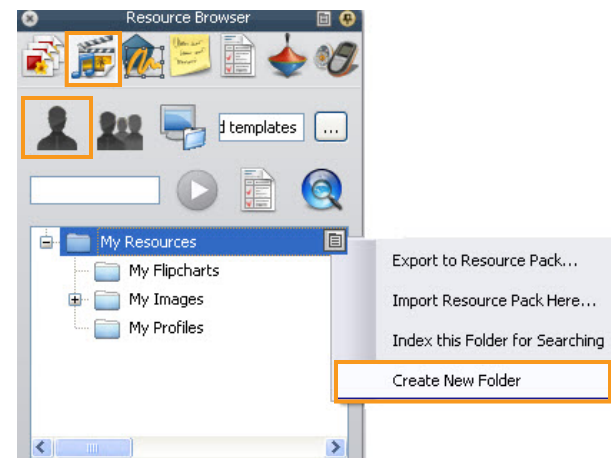 Resource Browser
d templates
...
My Resources
My Flipcharts
My Images
My Profiles
Export to Resource Pack...
Import Resource Pack Here...
Index this Folder for Searching
Create New Folder